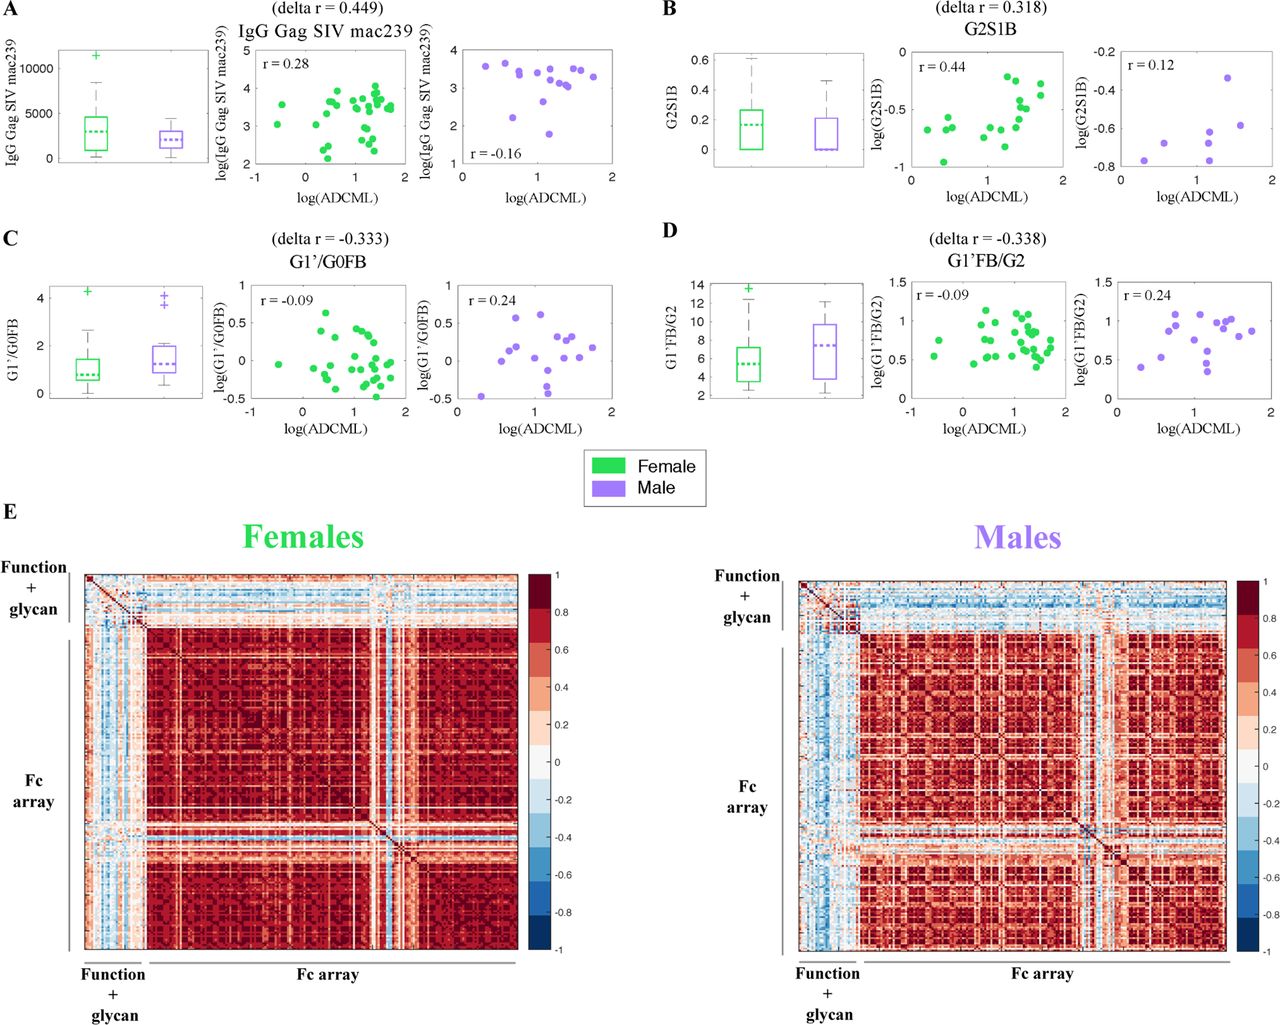 A
(delta r = 0.449)
IgG Gag SIV mac239
IgG Gag SIV mac239
10000
5000
0
log(IgG Gag SIV mac239)
5
4
3
2
r = 0.28
-1
0
1
2
log(ADCML)
log(IgG Gag SIV mac239)
4
3
2
1
r = -0.16
0
1
2
log(ADCML)
B
(delta r = 0.318)
G2S1B
G2S1B
0.6
0.4
0.2
0
log(G2S1B)
0
-0.5
-1
r = 0.44
0
1
2
log(ADCML)
log(G2S1B)
-0.2
-0.4
-0.6
-0.8
r = 0.12
0
1
2
log(ADCML)
C
(delta r = -0.333)
G1’/G0FB
G1’/G0FB
4
2
0
log(G1’/G0FB)
1
0.5
0
-0.5
r = -0.09
-1
0
1
2
log(ADCML)
log(G1’/G0FB)
1
0.5
0
-0.5
r = 0.24
0
1
2
log(ADCML)
D
(delta r = -0.338)
G1’FB/G2
G1’FB/G2
14
12
10
8
6
4
2
log(G1’FB/G2)
1.5
1
0.5
0
r = -0.09
-1
0
1
2
log(ADCML)
log(G1’FB/G2)
1.5
1
0.5
0
r = 0.24
0
1
2
log(ADCML)
Female
Male
E
Females
Function
+
glycan
Fc
array
1
0.8
0.6
0.4
0.2
0
-0.2
-0.4
-0.6
-0.8
-1
Function
+
glycan
Fc array
Males
Function
+
glycan
Fc
array
1
0.8
0.6
0.4
0.2
0
-0.2
-0.4
-0.6
-0.8
-1
Function
+
glycan
Fc array